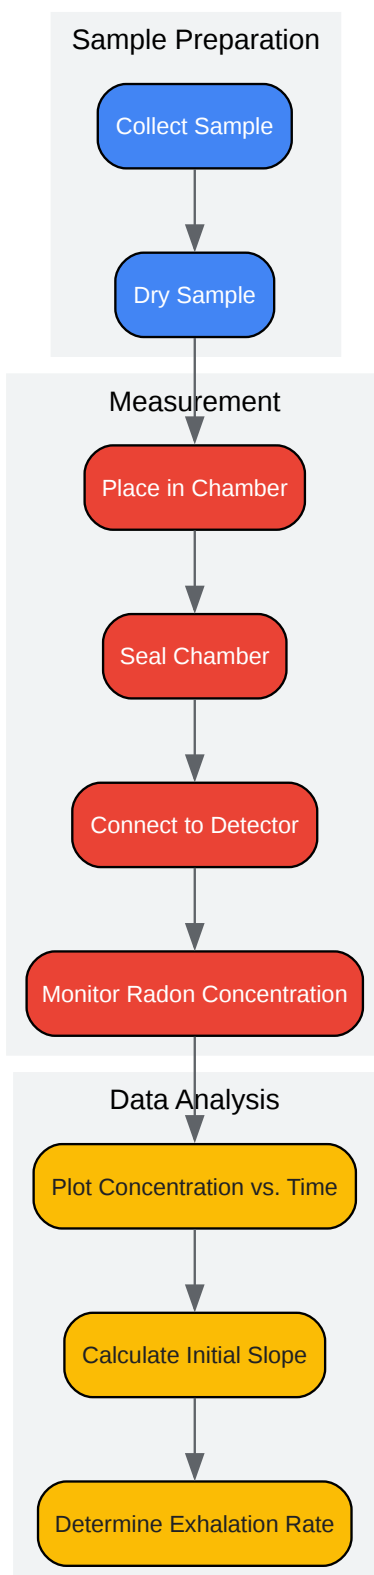 Sample Preparation
Collect Sample
Dry Sample
Measurement
Place in Chamber
Seal Chamber
Connect to Detector
Monitor Radon Concentration
Data Analysis
Plot Concentration vs. Time
Calculate Initial Slope
Determine Exhalation Rate